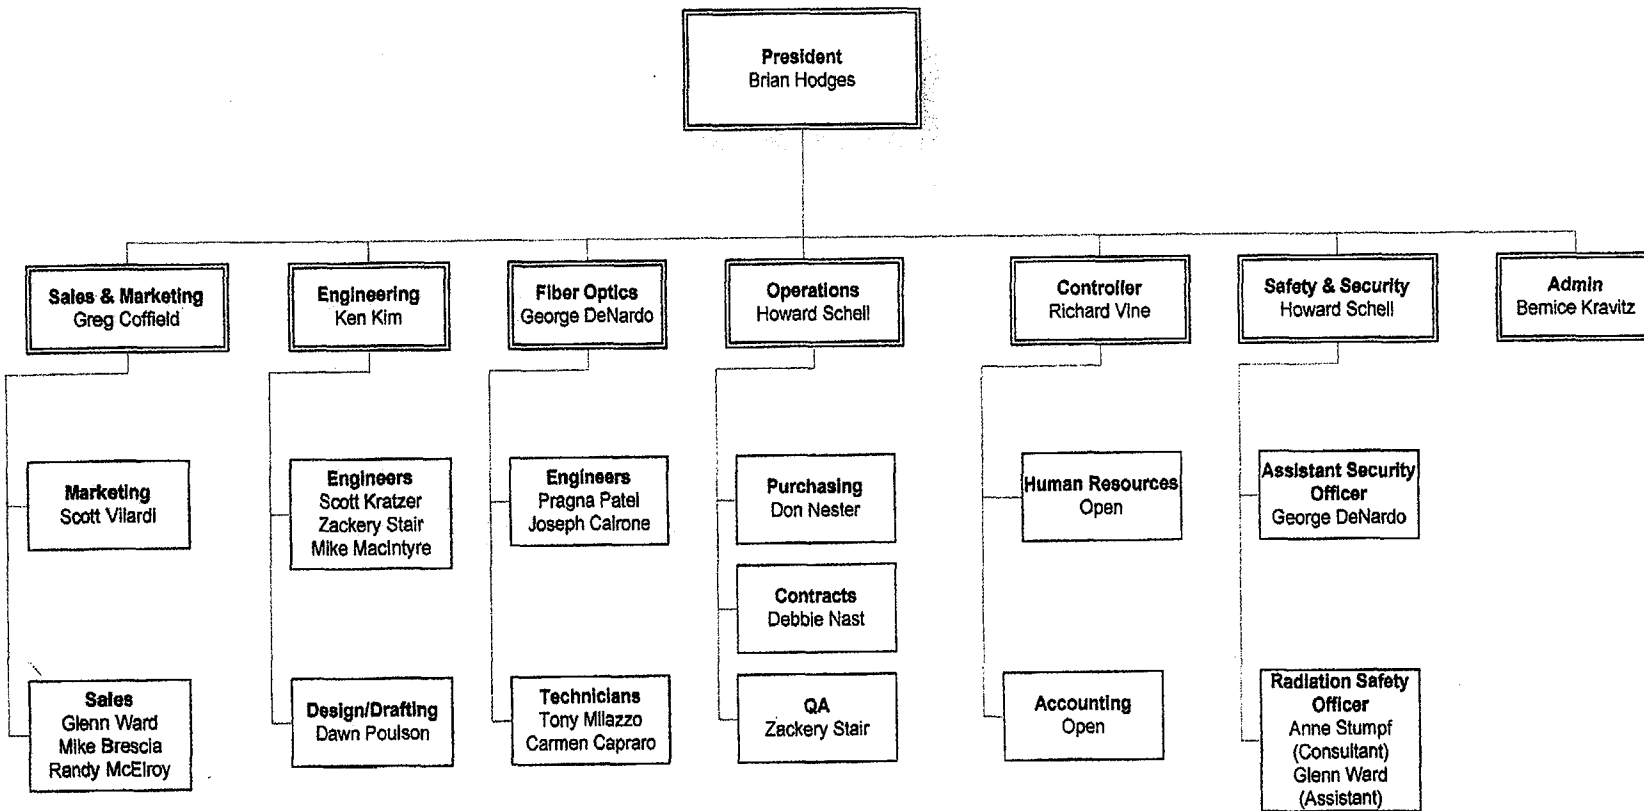 President
Brian Hodges
Sales & Marketing
Greg Coffield
Engineering
Ken Kim
Fiber Optics
George DeNardo
Operations
Howard Schell
Controller
Richard Vine
Safety & Security
Howard Schell
Admin
Bernice Kravitz
Marketing
Scott Vilardi
Engineers
Scott Kratzer
Zackery Stair
Mike MacIntyre
Engineers
Pragna Patel
Joseph Calrone
Purchasing
Don Nester
Human Resources
Open
Assistant Security
Officer
George DeNardo
Contracts
Debbie Nast
Sales
Glenn Ward
Mike Brescia
Randy McElroy
Design/Drafting
Dawn Poulson
Technicians
Tony Milazzo
Carmen Capraro
QA
Zackery Stair
Accounting
Open
Radiation Safety
Officer
Anne Stumpf
(Consultant)
Glenn Ward
(Assistant)